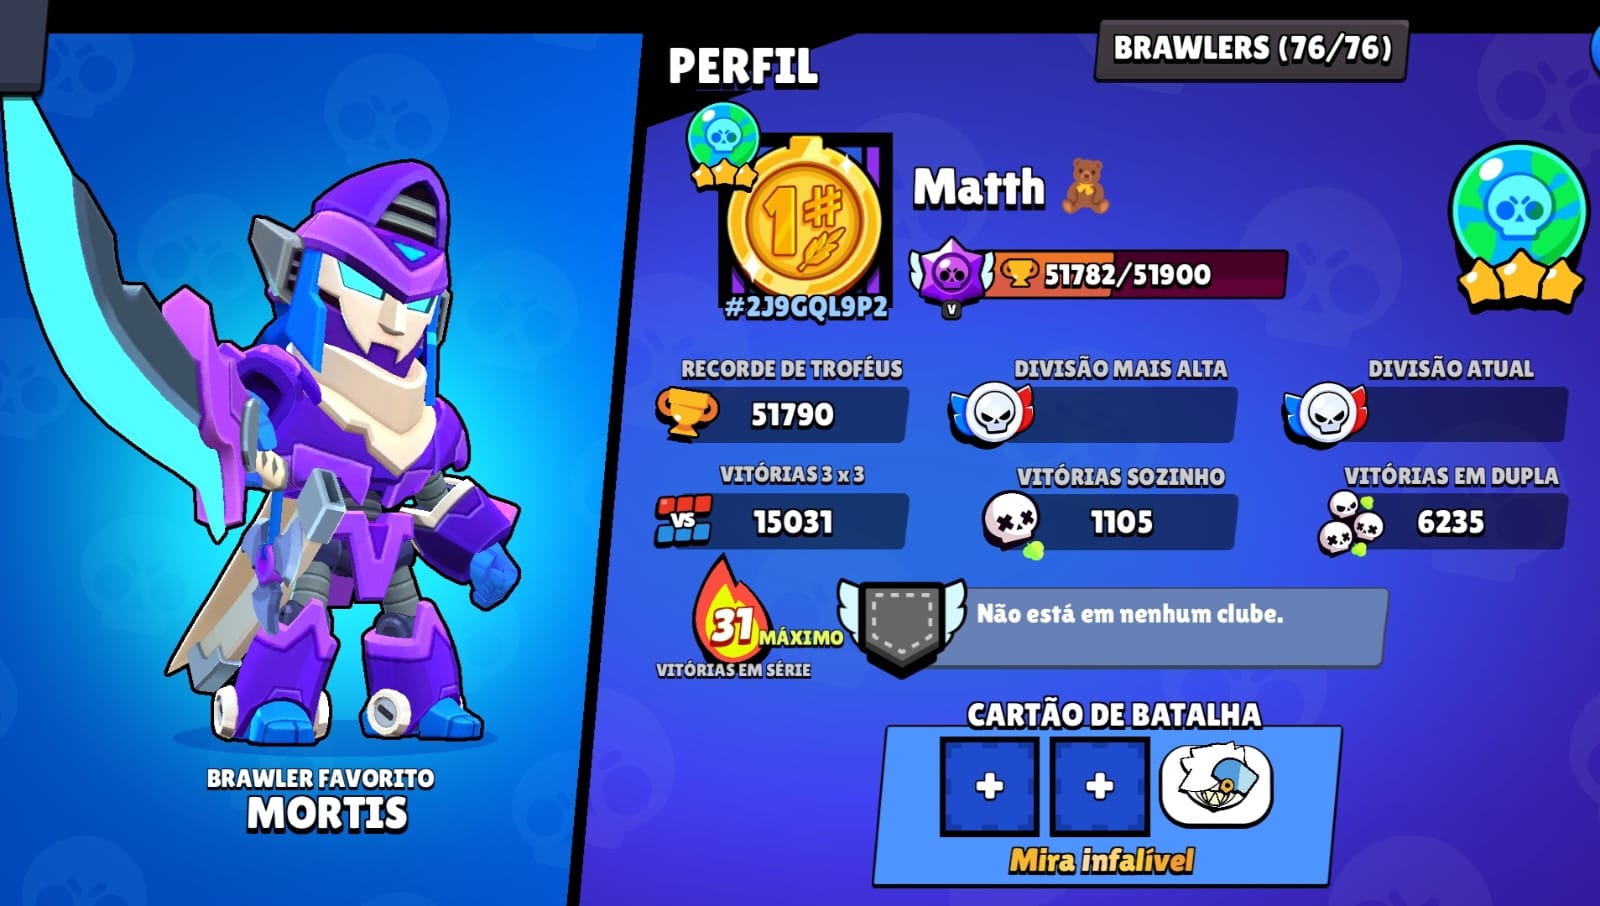 PERFIL
BRAWLERS (76/76)
1#
Matth
#2J9GQL9P2
51782/51900
V
RECORDE DE TROFÉUS
51790
DIVISÃO MAIS ALTA
DIVISÃO ATUAL
VITÓRIAS 3 x 3
VS
15031
VITÓRIAS SOZINHO
1105
VITÓRIAS EM DUPLA
6235
31 MÁXIMO
VITÓRIAS EM SÉRIE
Não está em nenhum clube.
CARTÃO DE BATALHA
+ +
Mira infalível
BRAWLER FAVORITO
MORTIS